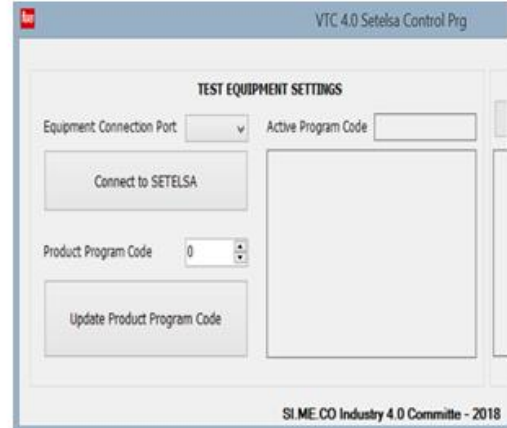 VTC 4.0 Setelsa Control Prg
TEST EQUIPMENT SETTINGS
Equipment Connection Port
Active Program Code
Connect to SETELSA
Product Program Code 0
Update Product Program Code
SI.ME.CO Industry 4.0 Committe - 2018